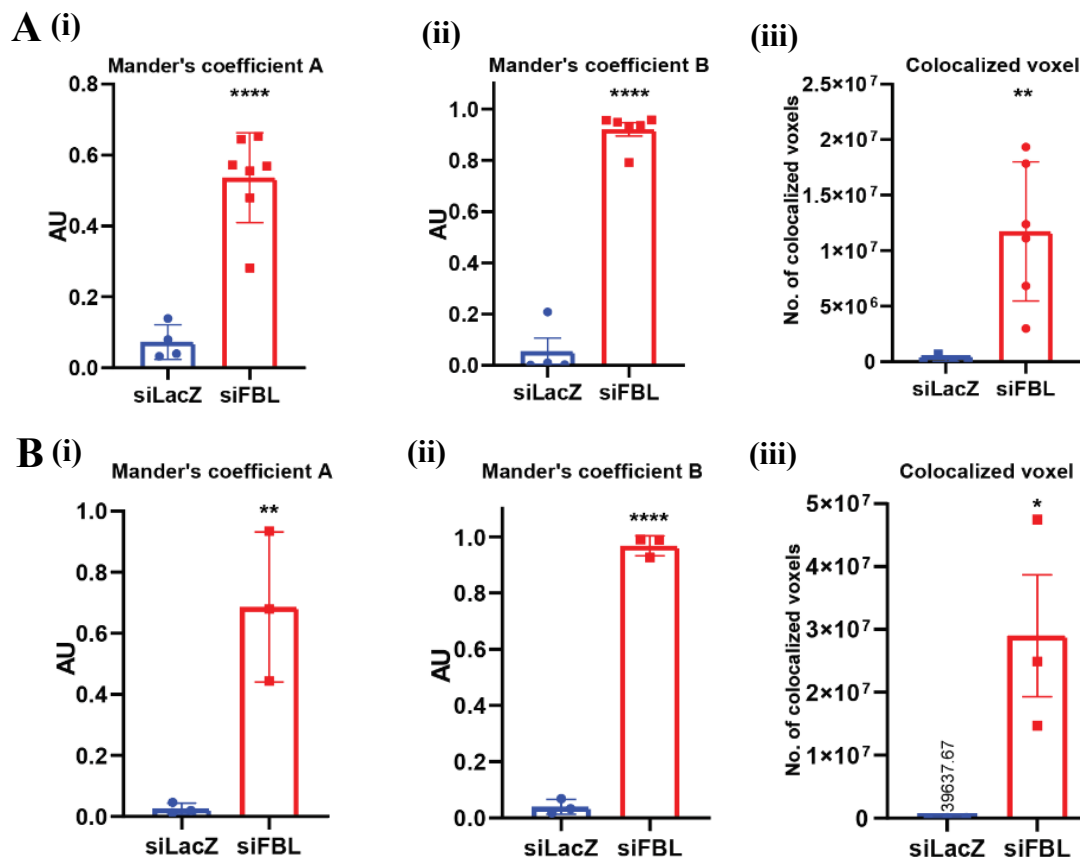 A (i)
Mander's coefficient A
AU
0.8
0.6
0.4
0.2
0.0
****
siLacZ siFBL
(ii)
Mander's coefficient B
AU
1.0
0.8
0.6
0.4
0.2
0.0
****
siLacZ siFBL
(iii)
Colocalized voxel
No. of colocalized voxels
2.5×10⁷
2×10⁷
1.5×10⁷
1×10⁷
5×10⁶
0
**
siLacZ siFBL
B (i)
Mander's coefficient A
AU
1.0
0.8
0.6
0.4
0.2
0.0
**
siLacZ siFBL
(ii)
Mander's coefficient B
AU
1.0
0.8
0.6
0.4
0.2
0.0
****
siLacZ siFBL
(iii)
Colocalized voxel
No. of colocalized voxels
5×10⁷
4×10⁷
3×10⁷
2×10⁷
1×10⁷
0
*
39637.67
siLacZ siFBL